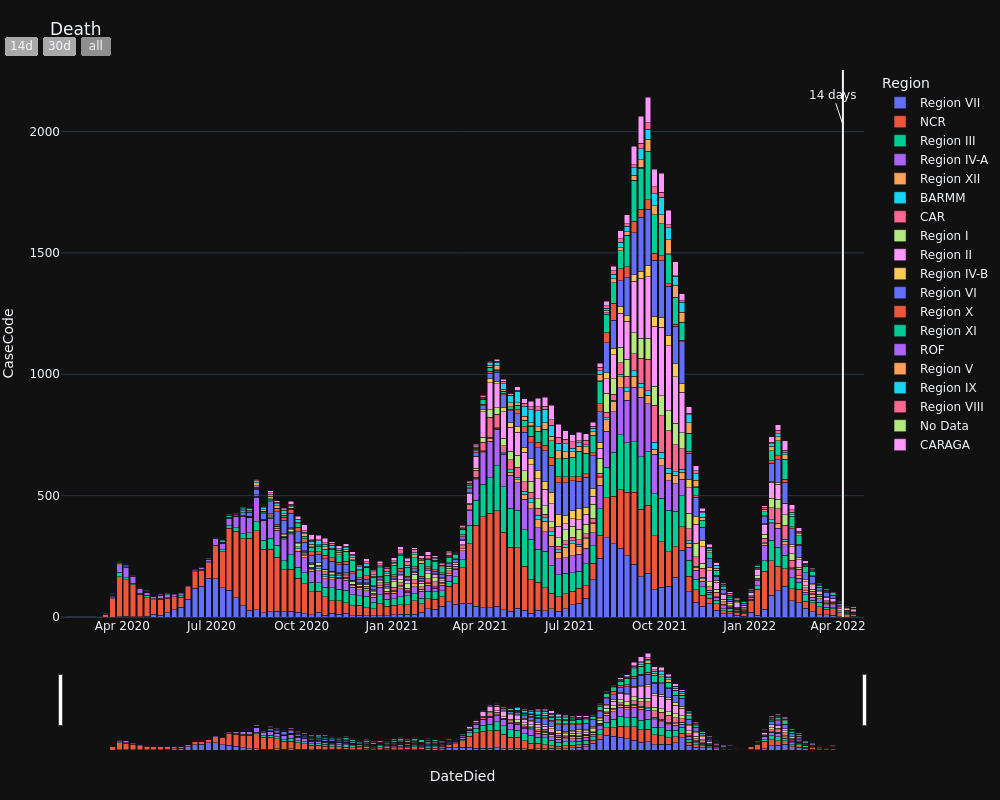 Death
14d 30d all
14 days
Region
Region VII
NCR
Region III
Region IV-A
Region XII
BARMM
CAR
Region I
Region II
Region IV-B
Region VI
Region X
Region XI
ROF
Region V
Region IX
Region VIII
No Data
CARAGA
CaseCode
2000
1500
1000
500
0
Apr 2020 Jul 2020 Oct 2020 Jan 2021 Apr 2021 Jul 2021 Oct 2021 Jan 2022 Apr 2022
DateDied